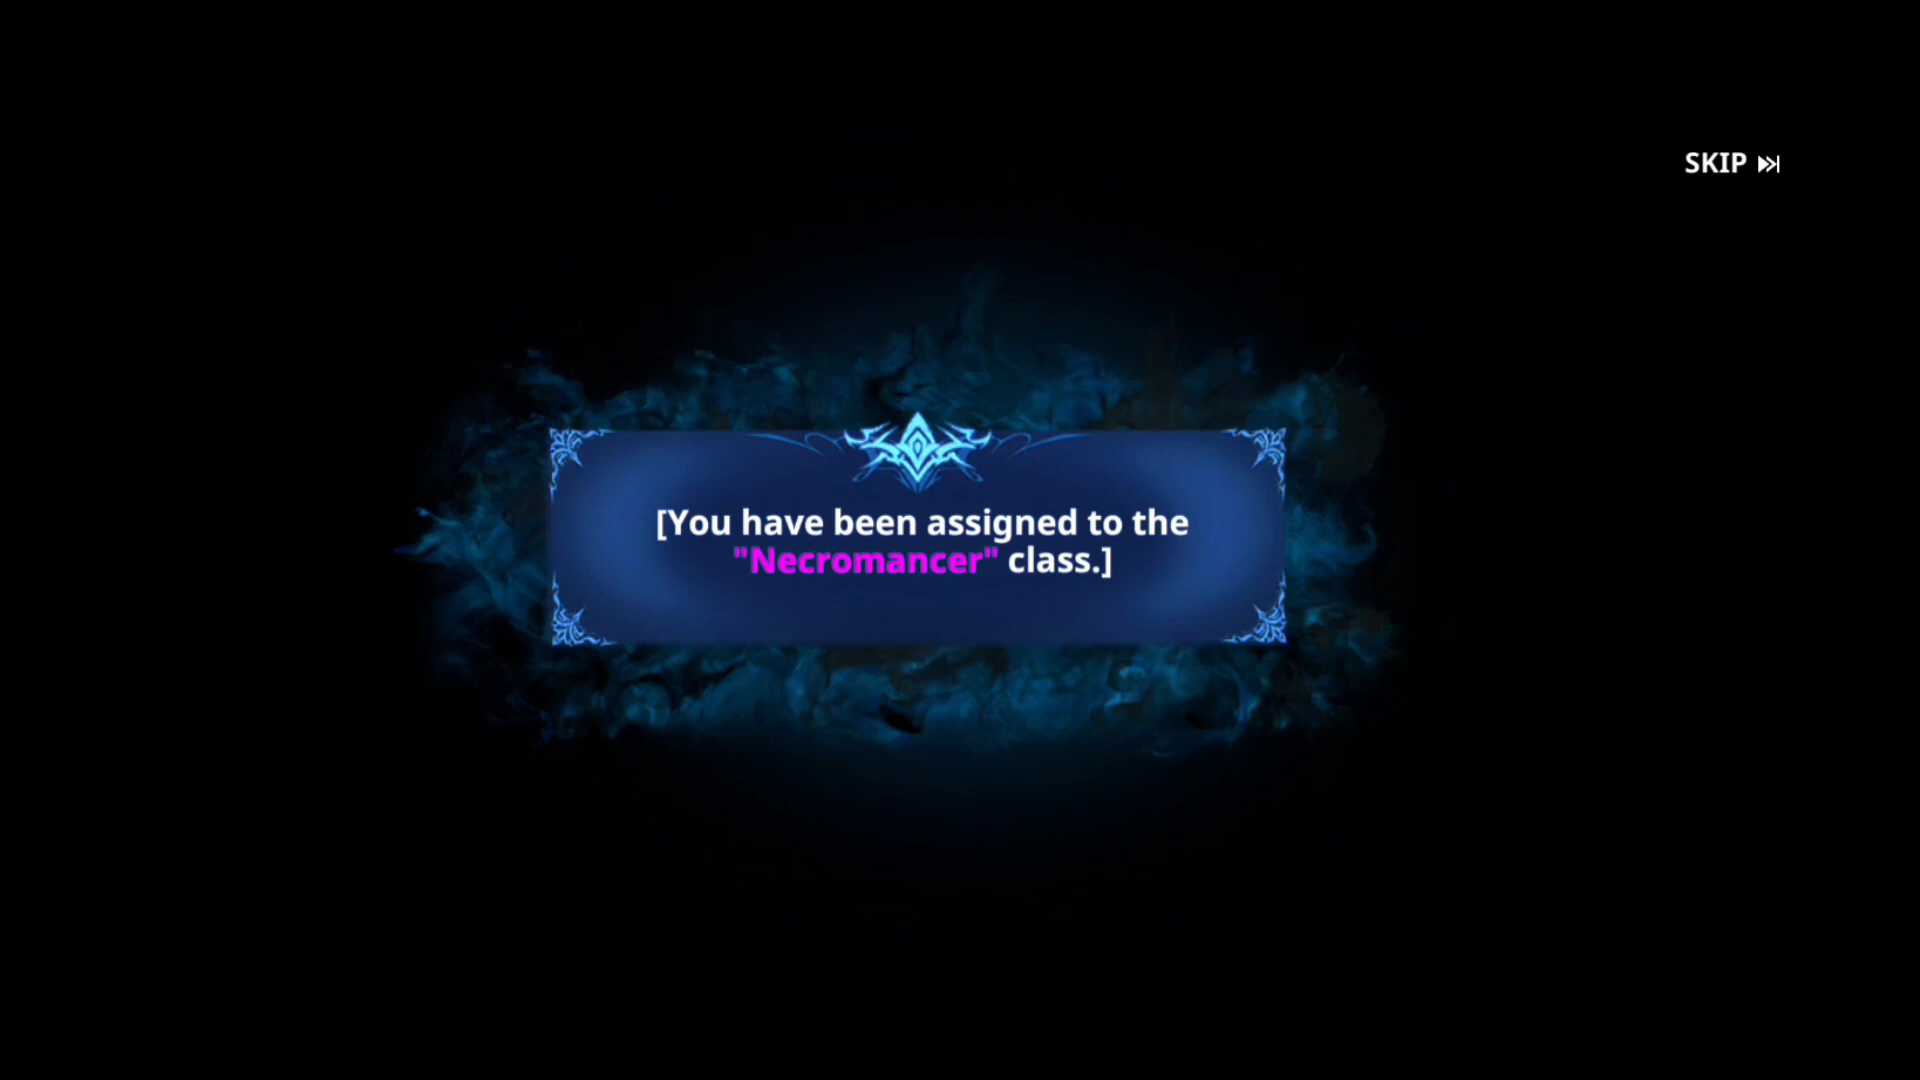 SKIP
[You have been assigned to the
"Necromancer" class.]